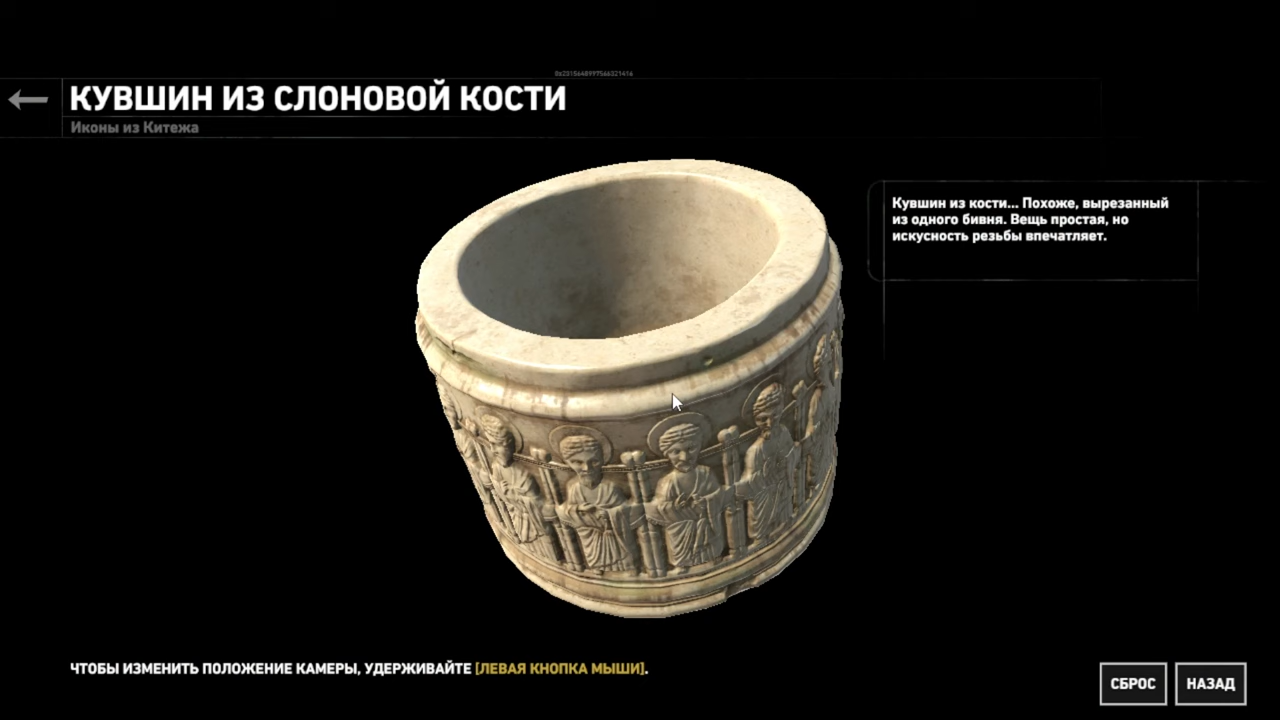 КУВШИН ИЗ СЛОНОВОЙ КОСТИ
Иконы из Китежа
Кувшин из кости... Похоже, вырезанный
из одного бивня. Вещь простая, но
искусность резьбы впечатляет.
ЧТОБЫ ИЗМЕНИТЬ ПОЛОЖЕНИЕ КАМЕРЫ, УДЕРЖИВАЙТЕ [ЛЕВАЯ КНОПКА МЫШИ].
СБРОС
НАЗАД